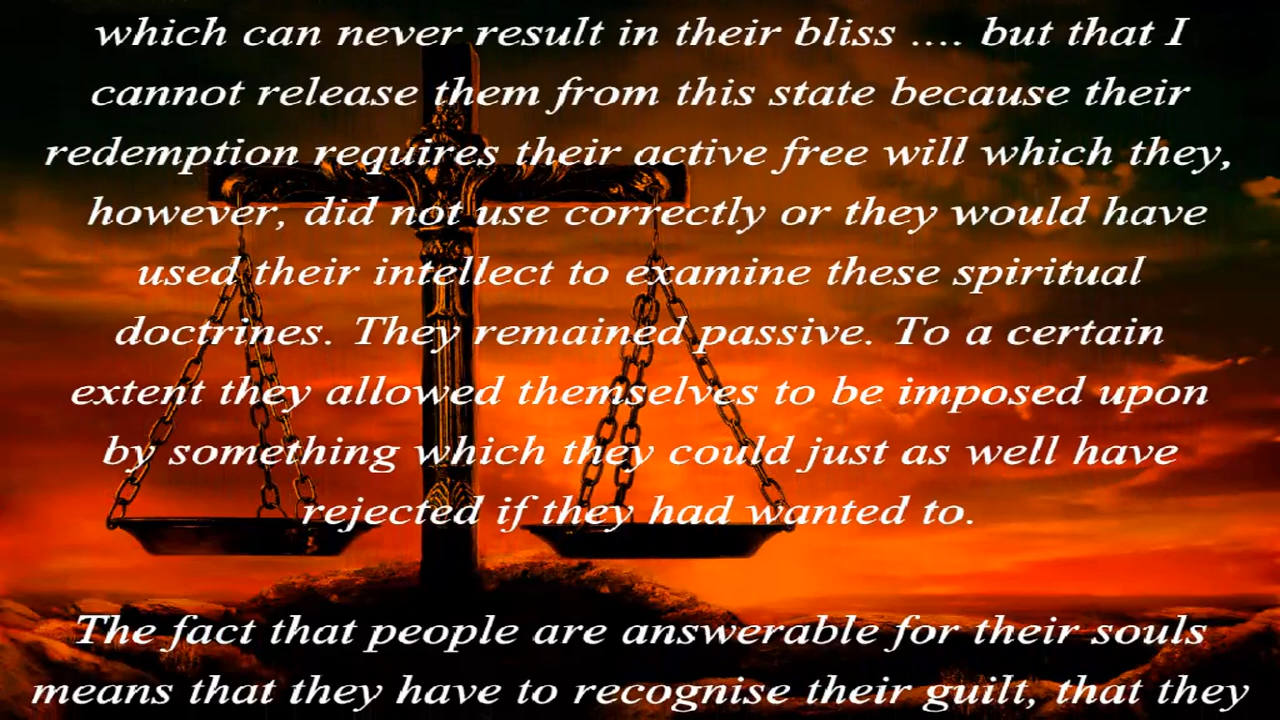 which can never result in their bliss .... but that I
cannot release them from this state because their
redemption requires their active free will which they,
however, did not use correctly or they would have
used their intellect to examine these spiritual
doctrines. They remained passive. To a certain
extent they allowed themselves to be imposed upon
by something which they could just as well have
rejected if they had wanted to.
The fact that people are answerable for their souls
means that they have to recognise their guilt, that they